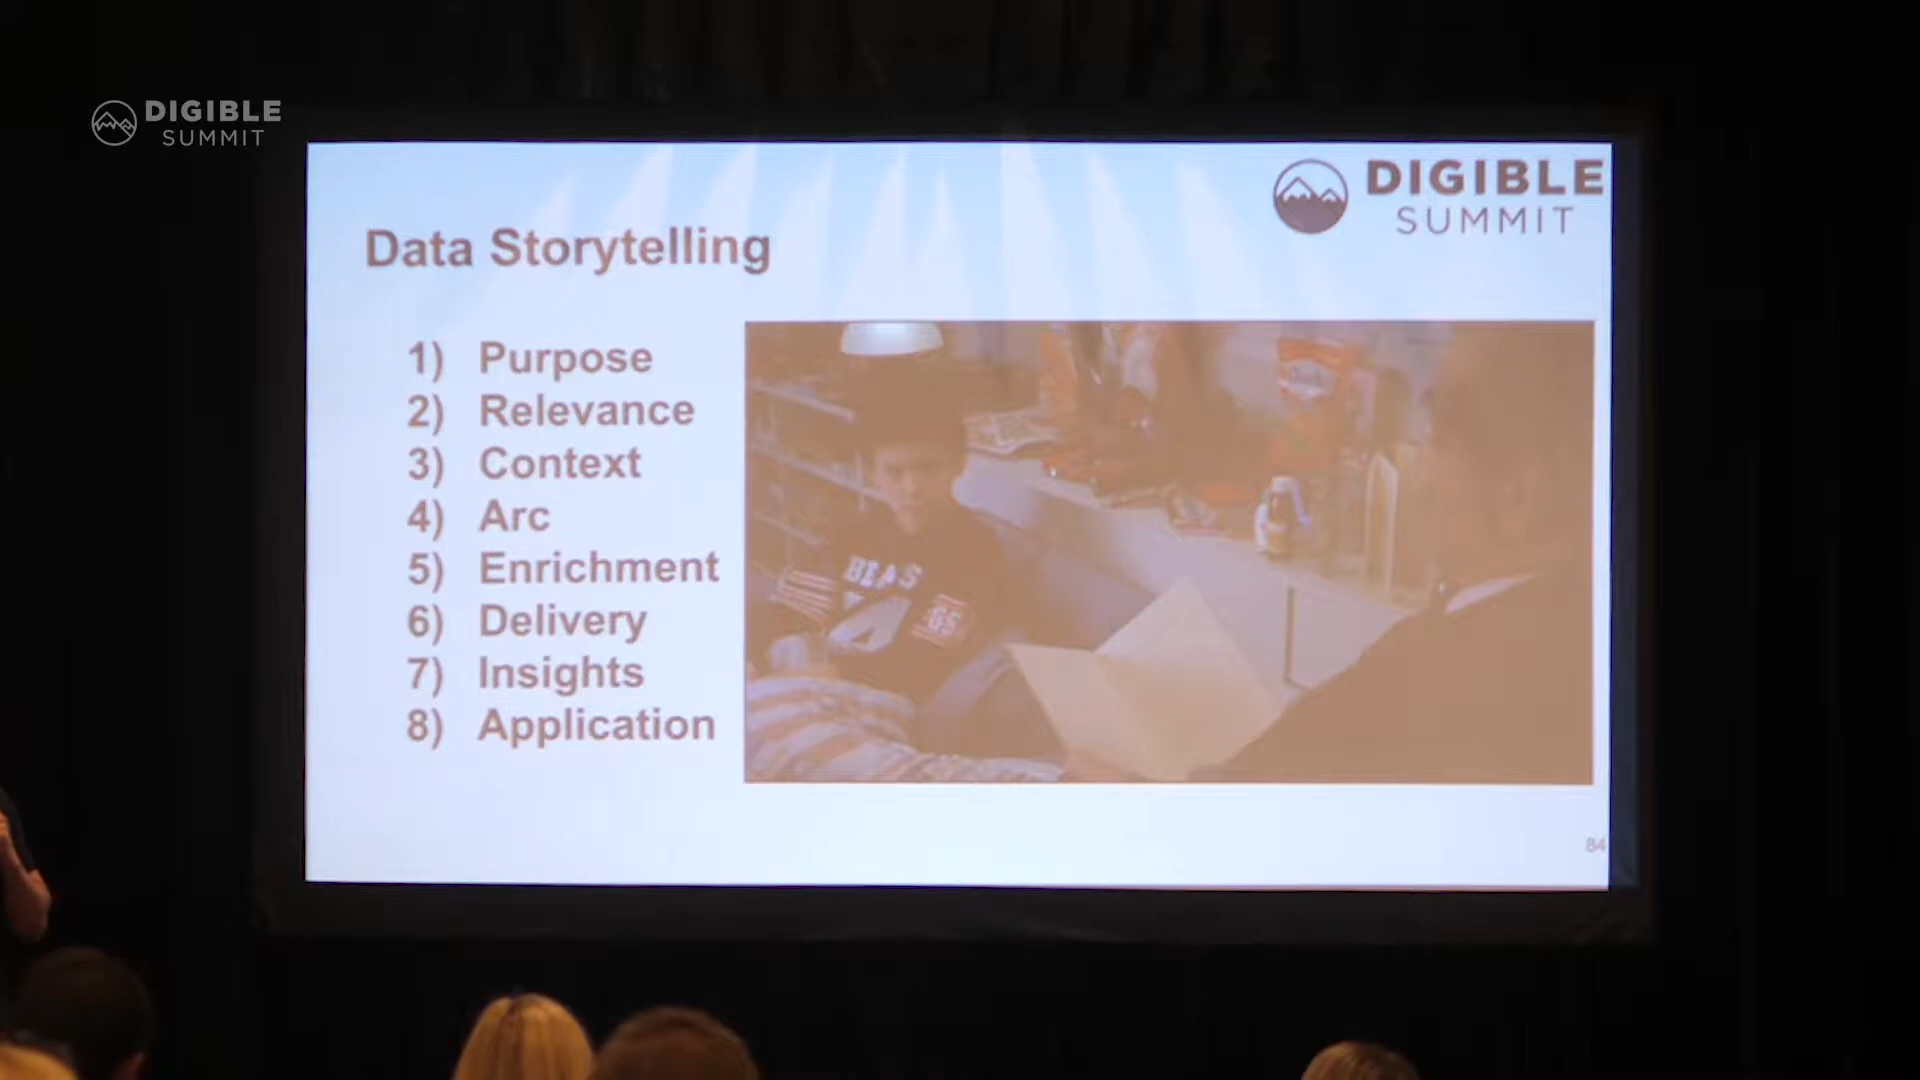 DIGIBLE
SUMMIT
DIGIBLE
SUMMIT
Data Storytelling
1) Purpose
2) Relevance
3) Context
4) Arc
5) Enrichment
6) Delivery
7) Insights
8) Application
84